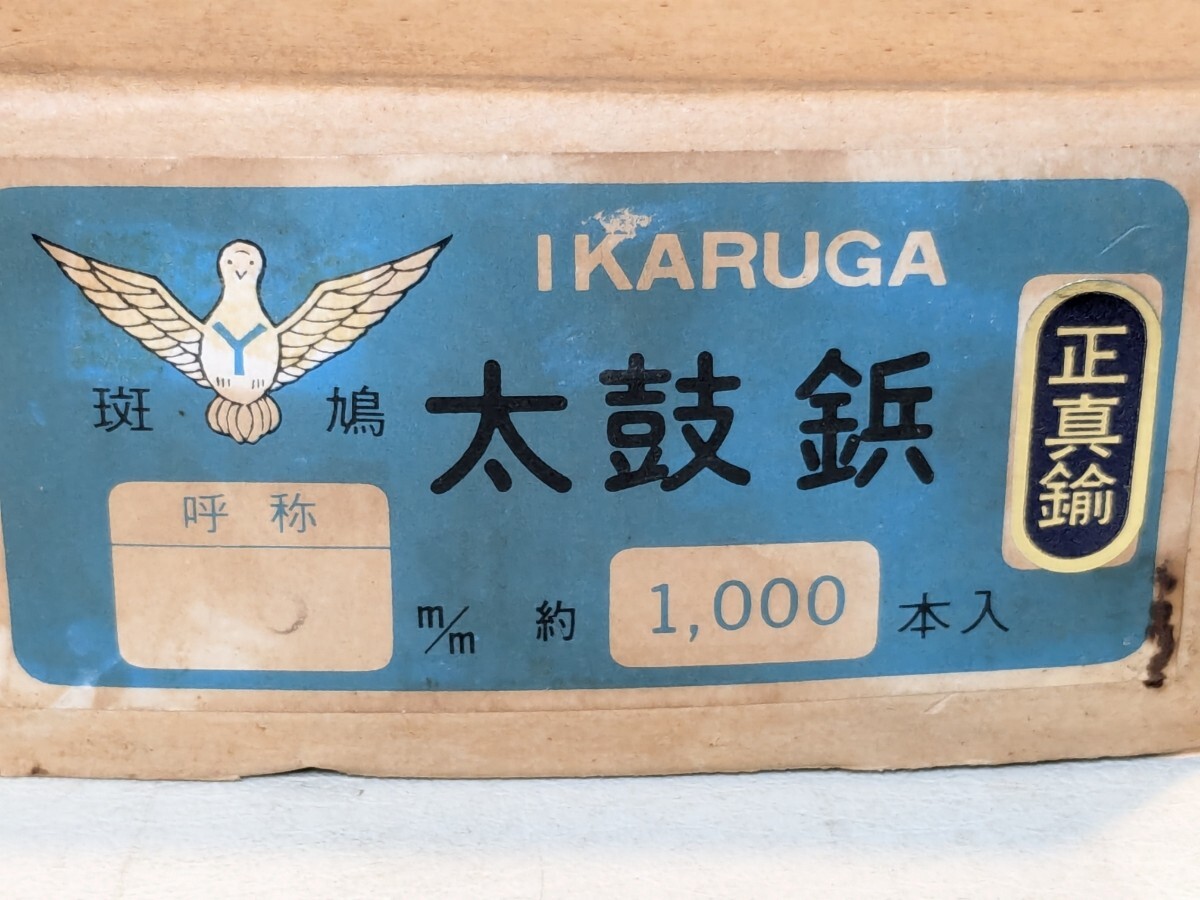 IKARUGA
Y
斑 鳩
太鼓鋲
正真鍮
呼称
m/m 約 1,000 本入